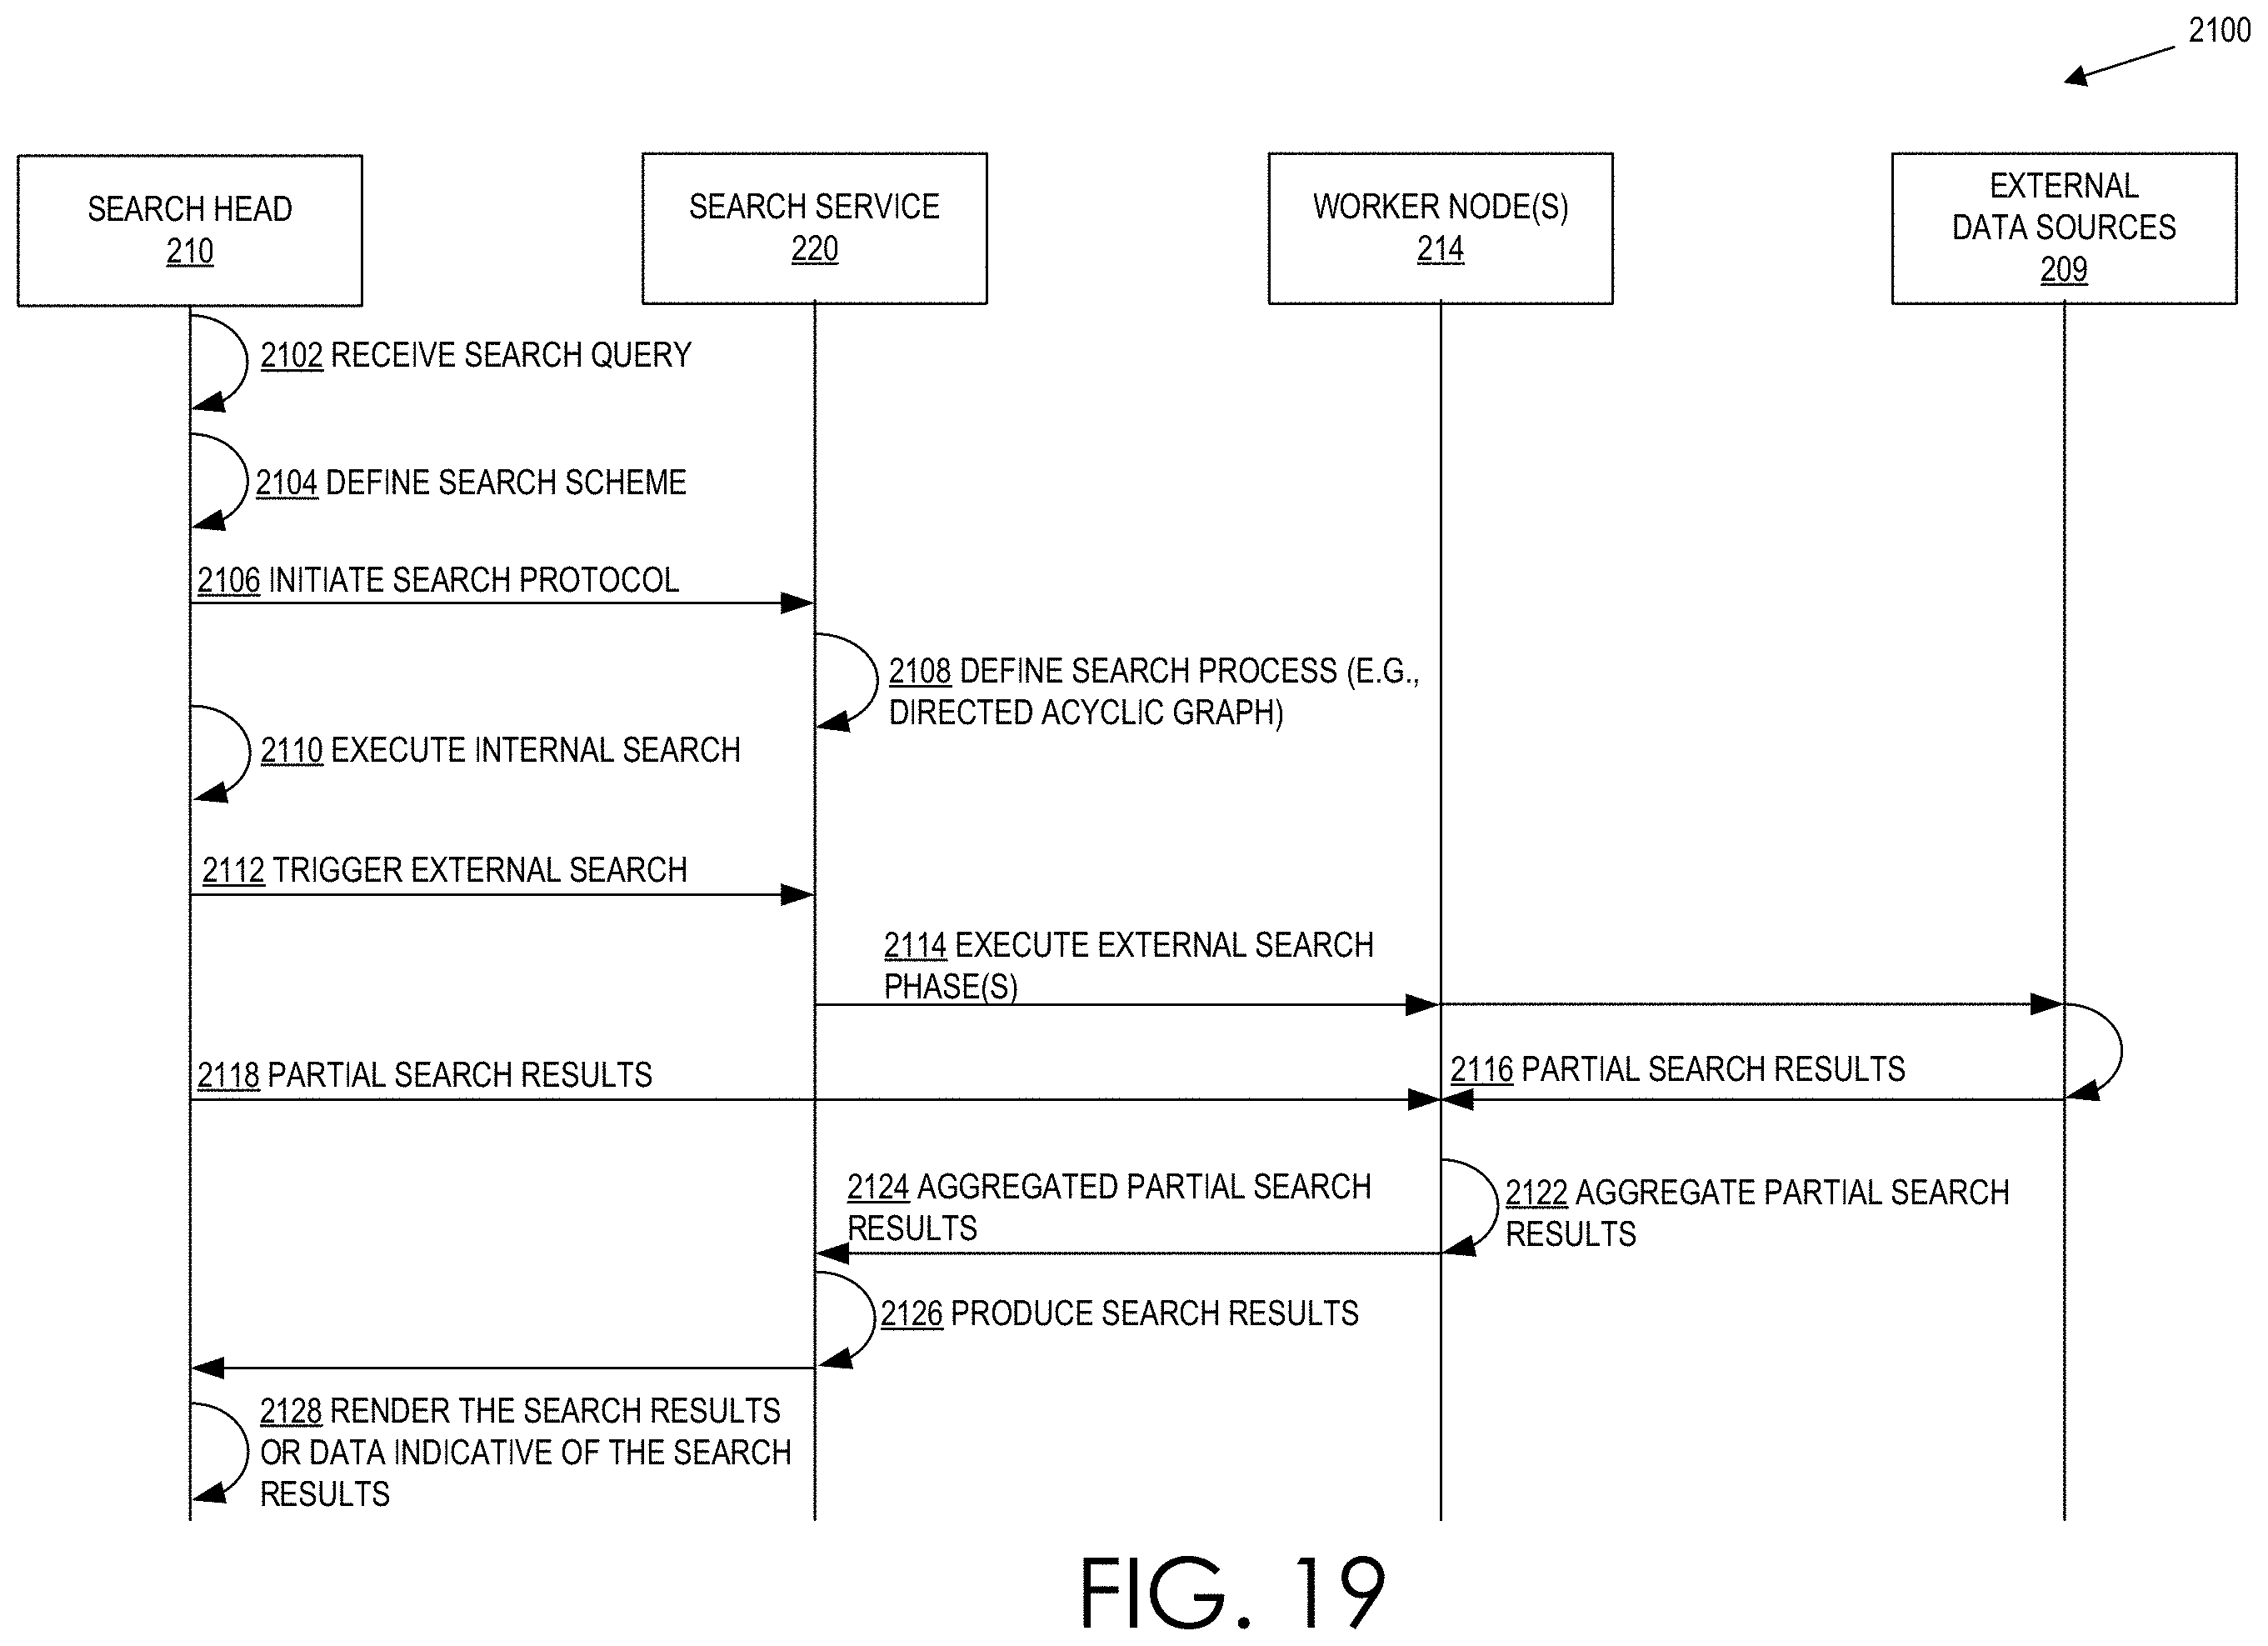 2100
SEARCH HEAD
210
SEARCH SERVICE
220
WORKER NODE(S)
214
EXTERNAL
DATA SOURCES
209
2102 RECEIVE SEARCH QUERY
2104 DEFINE SEARCH SCHEME
2106 INITIATE SEARCH PROTOCOL
2108 DEFINE SEARCH PROCESS (E.G.,
DIRECTED ACYCLIC GRAPH)
2110 EXECUTE INTERNAL SEARCH
2112 TRIGGER EXTERNAL SEARCH
2114 EXECUTE EXTERNAL SEARCH
PHASE(S)
2118 PARTIAL SEARCH RESULTS
2116 PARTIAL SEARCH RESULTS
2124 AGGREGATED PARTIAL SEARCH
RESULTS
2122 AGGREGATE PARTIAL SEARCH
RESULTS
2126 PRODUCE SEARCH RESULTS
2128 RENDER THE SEARCH RESULTS
OR DATA INDICATIVE OF THE SEARCH
RESULTS
FIG. 19